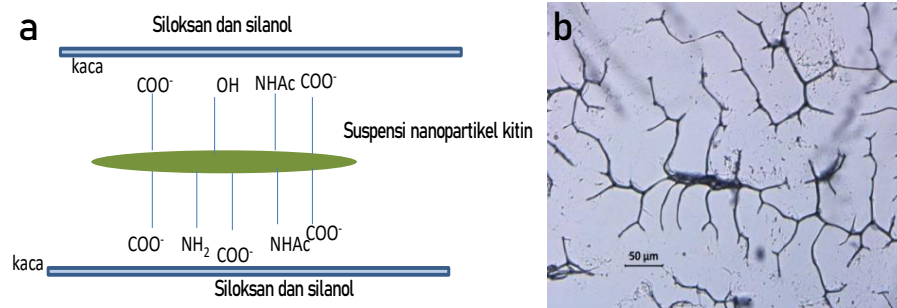 a
Siloksan dan silanol
kaca
COO⁻ OH NHAc COO⁻
Suspensi nanopartikel kitin
COO⁻ NH₂ COO⁻ NHAc COO⁻
kaca
Siloksan dan silanol
b
50 µm